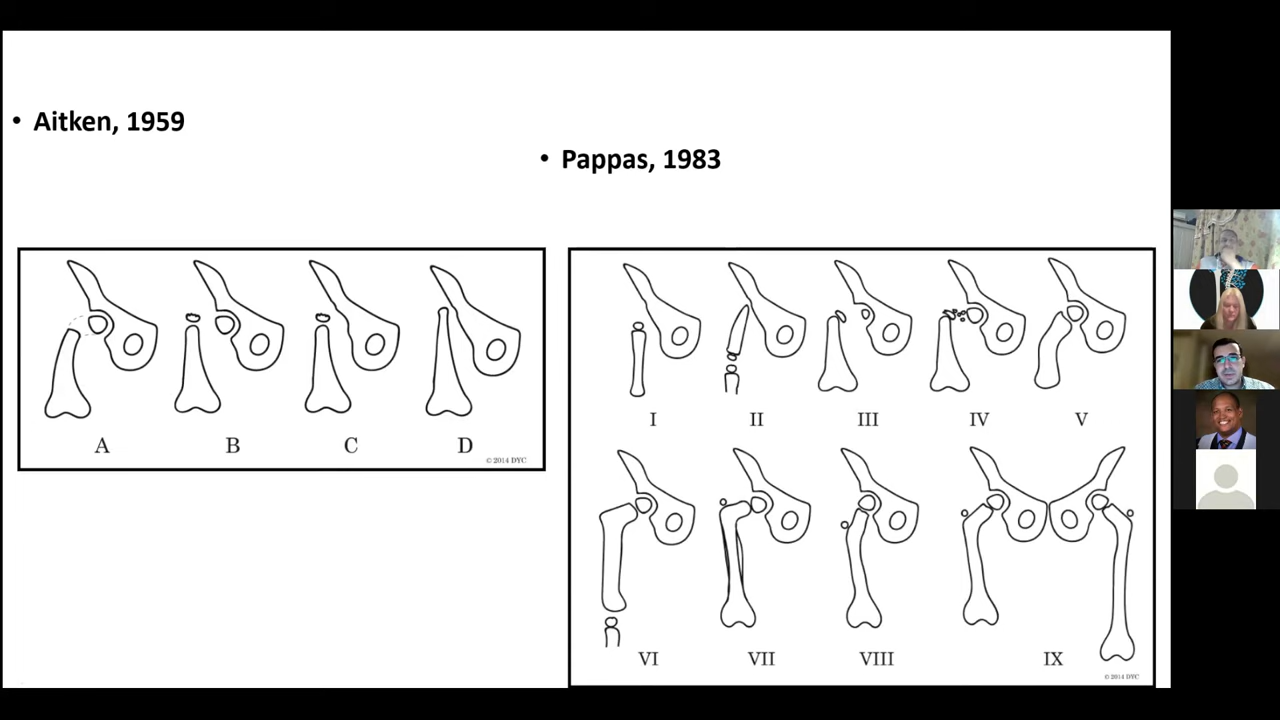 • Aitken, 1959
• Pappas, 1983
A B C D
© 2014 DYC
I II III IV V
VI VII VIII IX
© 2014 DYC